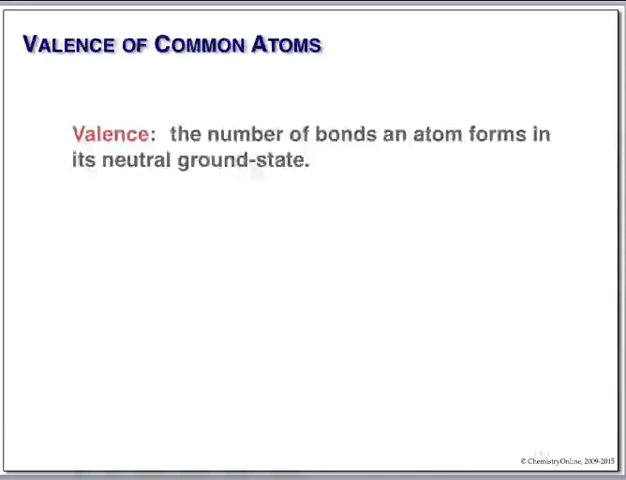 VALENCE OF COMMON ATOMS
Valence: the number of bonds an atom forms in
its neutral ground-state.
© ChemistryOnline, 2009-2015